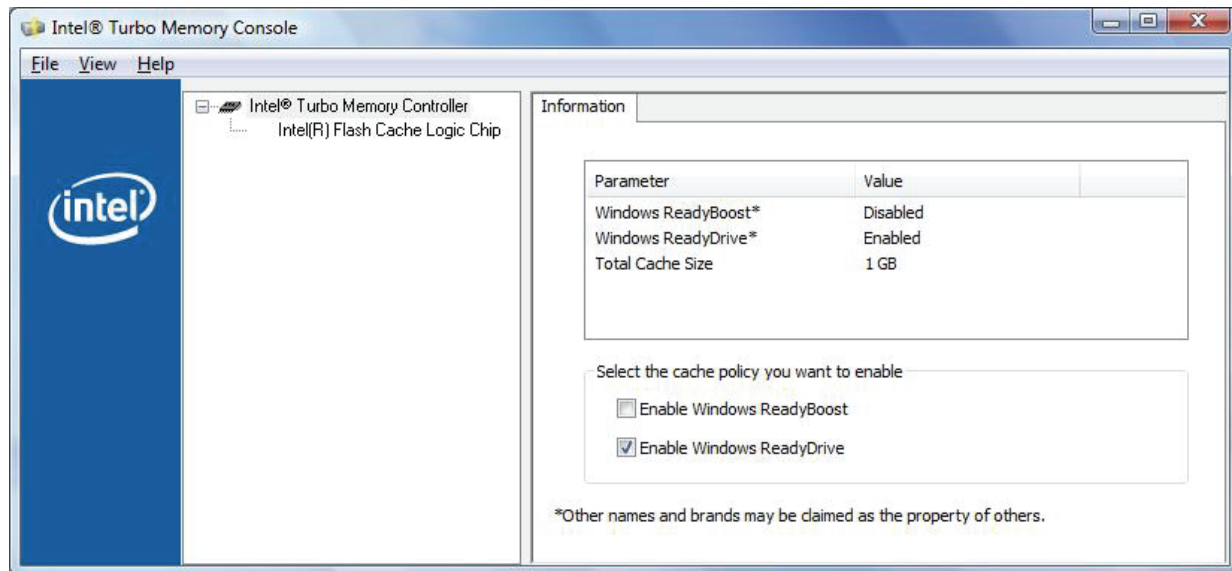 Intel® Turbo Memory Console
File View Help
Intel® Turbo Memory Controller
Intel(R) Flash Cache Logic Chip
intel
Information
Parameter Value
Windows ReadyBoost* Disabled
Windows ReadyDrive* Enabled
Total Cache Size 1 GB
Select the cache policy you want to enable
Enable Windows ReadyBoost
Enable Windows ReadyDrive
*Other names and brands may be claimed as the property of others.